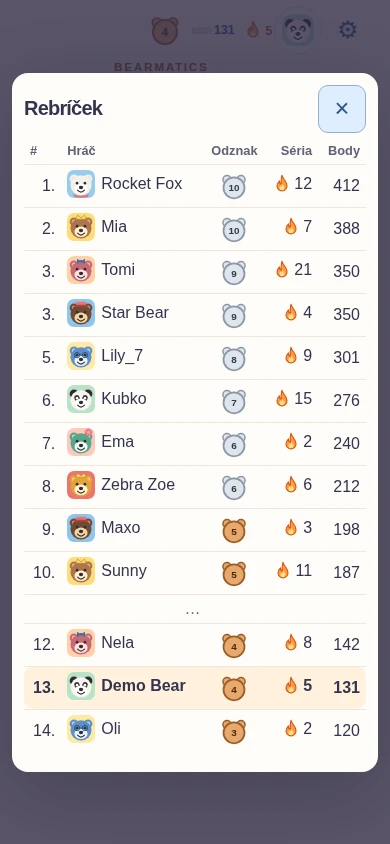 4 131 5
BEARMATICS
Rebríček ×
# Hráč Odznak Séria Body
1. Rocket Fox 10 12 412
2. Mia 10 7 388
3. Tomi 9 21 350
3. Star Bear 9 4 350
5. Lily_7 8 9 301
6. Kubko 7 15 276
7. Ema 6 2 240
8. Zebra Zoe 6 6 212
9. Maxo 5 3 198
10. Sunny 5 11 187
...
12. Nela 4 8 142
13. Demo Bear 4 5 131
14. Oli 3 2 120